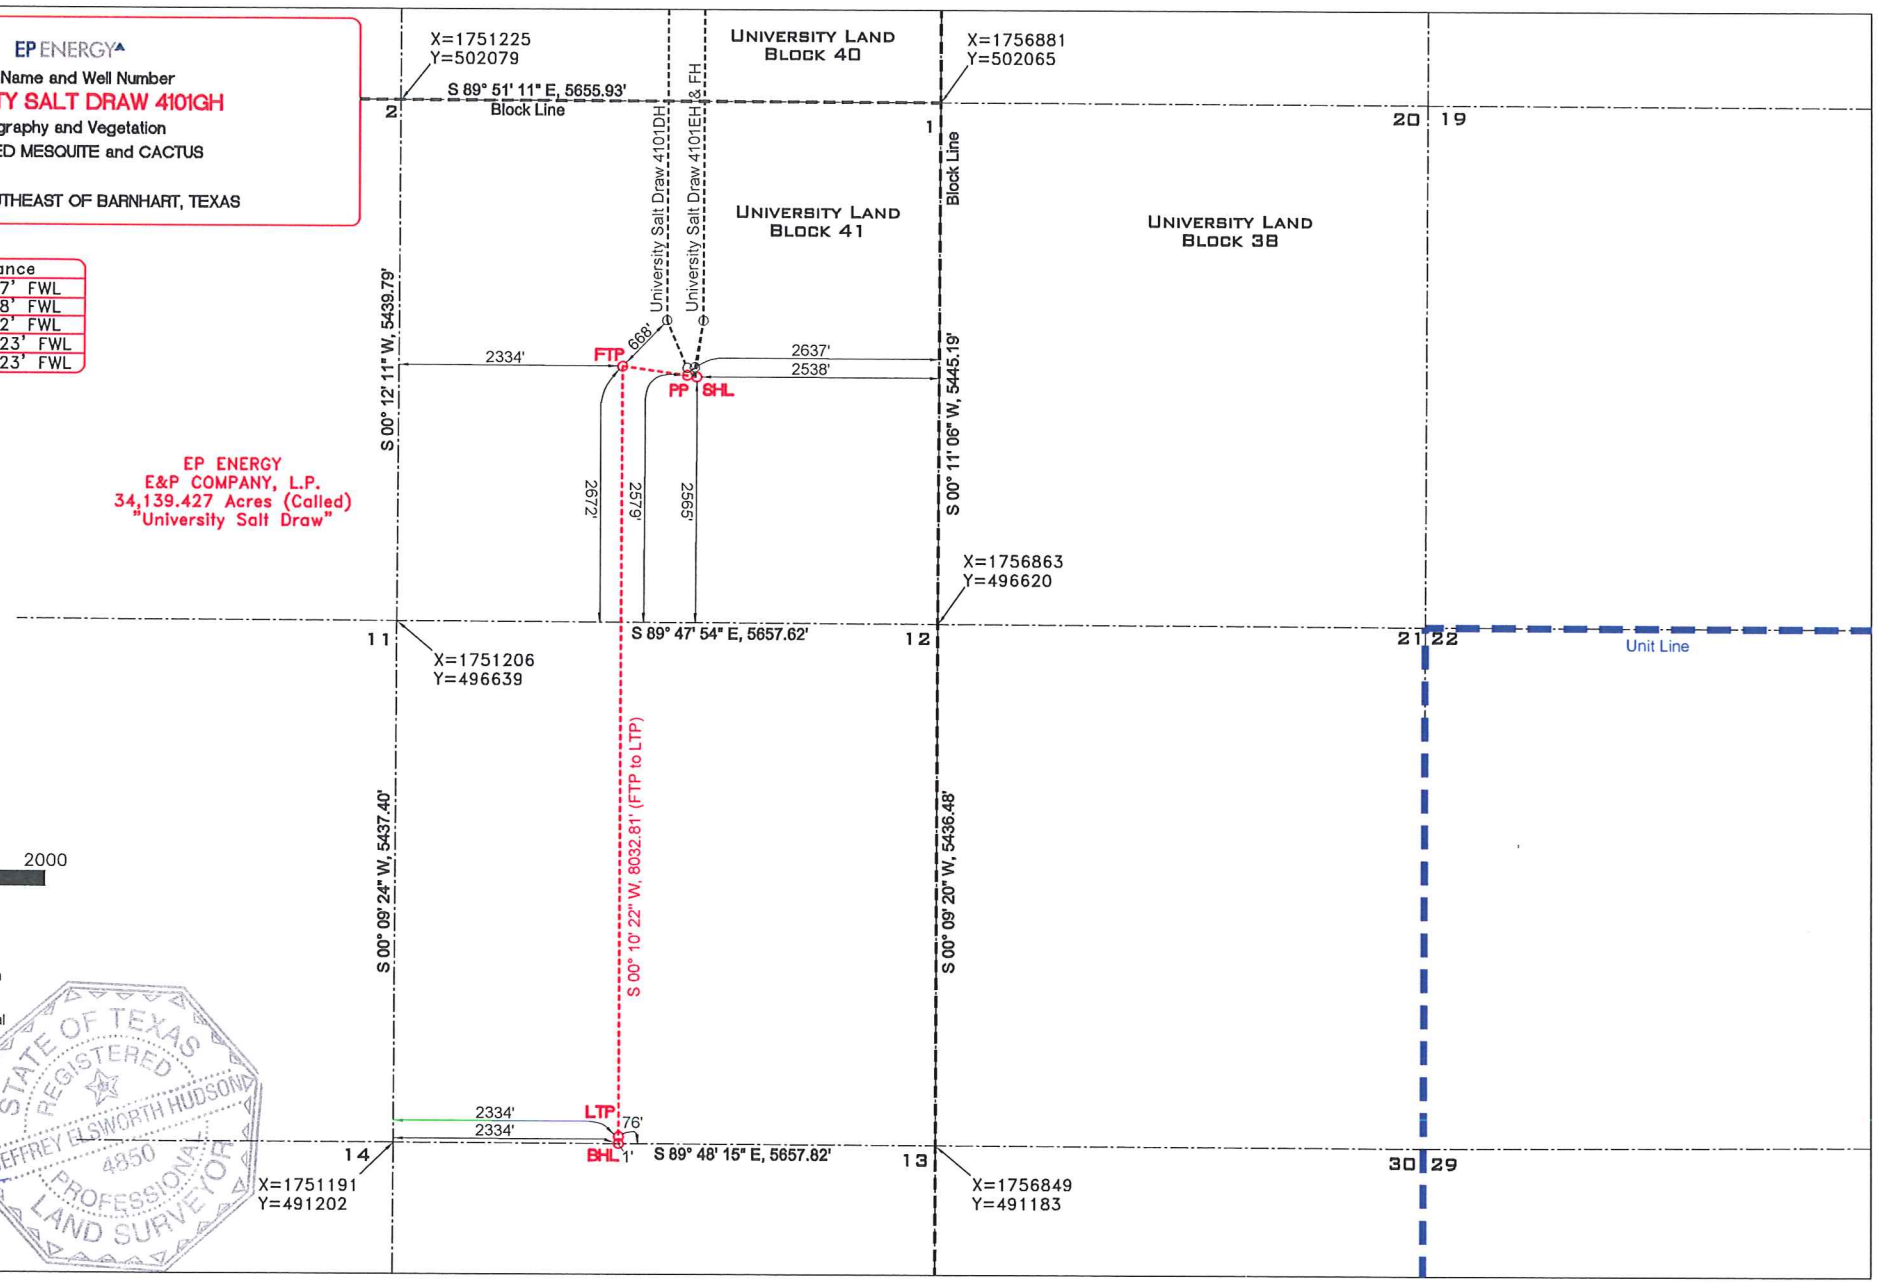 EP ENERGY
Name and Well Number
TY SALT DRAW 4101GH
graphy and Vegetation
ED MESQUITE and CACTUS
UTHEAST OF BARNHART, TEXAS
ance
7' FWL
8' FWL
2' FWL
23' FWL
23' FWL
EP ENERGY
E&P COMPANY, L.P.
34,139.427 Acres (Called)
"University Salt Draw"
2000
al
STATE OF TEXAS
REGISTERED
JEFFREY ELSWORTH HUDSON
4850
PROFESSIONAL
LAND SURVEYOR
X=1751225
Y=502079
S 89° 51' 11" E, 5655.93'
Block Line
2
1
UNIVERSITY LAND
BLOCK 40
X=1756881
Y=502065
20
19
Block Line
University Salt Draw 4101DH
University Salt Draw 4101EH & FH
UNIVERSITY LAND
BLOCK 41
UNIVERSITY LAND
BLOCK 38
S 00° 12' 11" W, 5439.79'
S 00° 11' 06" W, 5445.19'
668'
FTP
2334'
2637'
2538'
PP
SHL
2672'
2579'
2565'
X=1756863
Y=496620
11
S 89° 47' 54" E, 5657.62'
12
21
22
Unit Line
X=1751206
Y=496639
S 00° 10' 22" W, 8032.81' (FTP to LTP)
S 00° 09' 24" W, 5437.40'
S 00° 09' 20" W, 5436.48'
2334'
LTP
76'
2334'
BHL
1'
14
S 89° 48' 15" E, 5657.82'
13
30
29
X=1751191
Y=491202
X=1756849
Y=491183